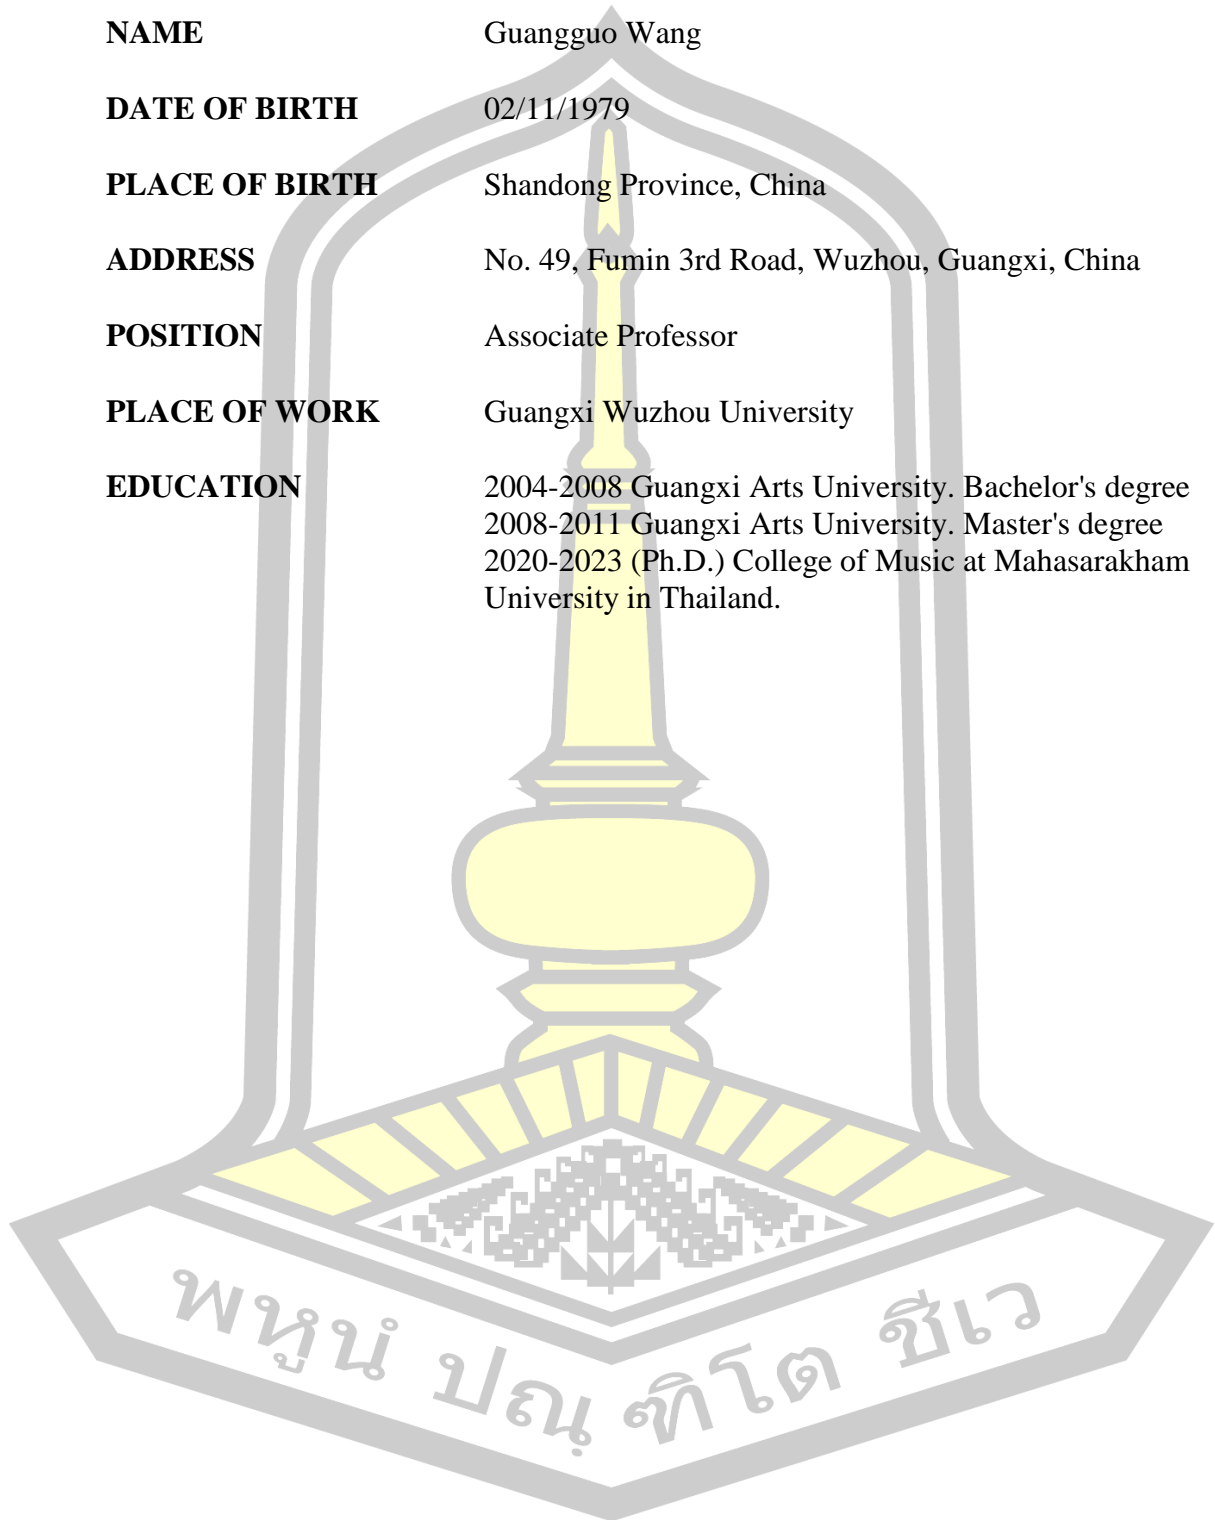 NAME Guangguo Wang
DATE OF BIRTH 02/11/1979
PLACE OF BIRTH Shandong Province, China
ADDRESS No. 49, Fumin 3rd Road, Wuzhou, Guangxi, China
POSITION Associate Professor
PLACE OF WORK Guangxi Wuzhou University
EDUCATION 2004-2008 Guangxi Arts University. Bachelor's degree
2008-2011 Guangxi Arts University. Master's degree
2020-2023 (Ph.D.) College of Music at Mahasarakham
University in Thailand.
พหูนํ ปณฺ ฑิโต ชีเว